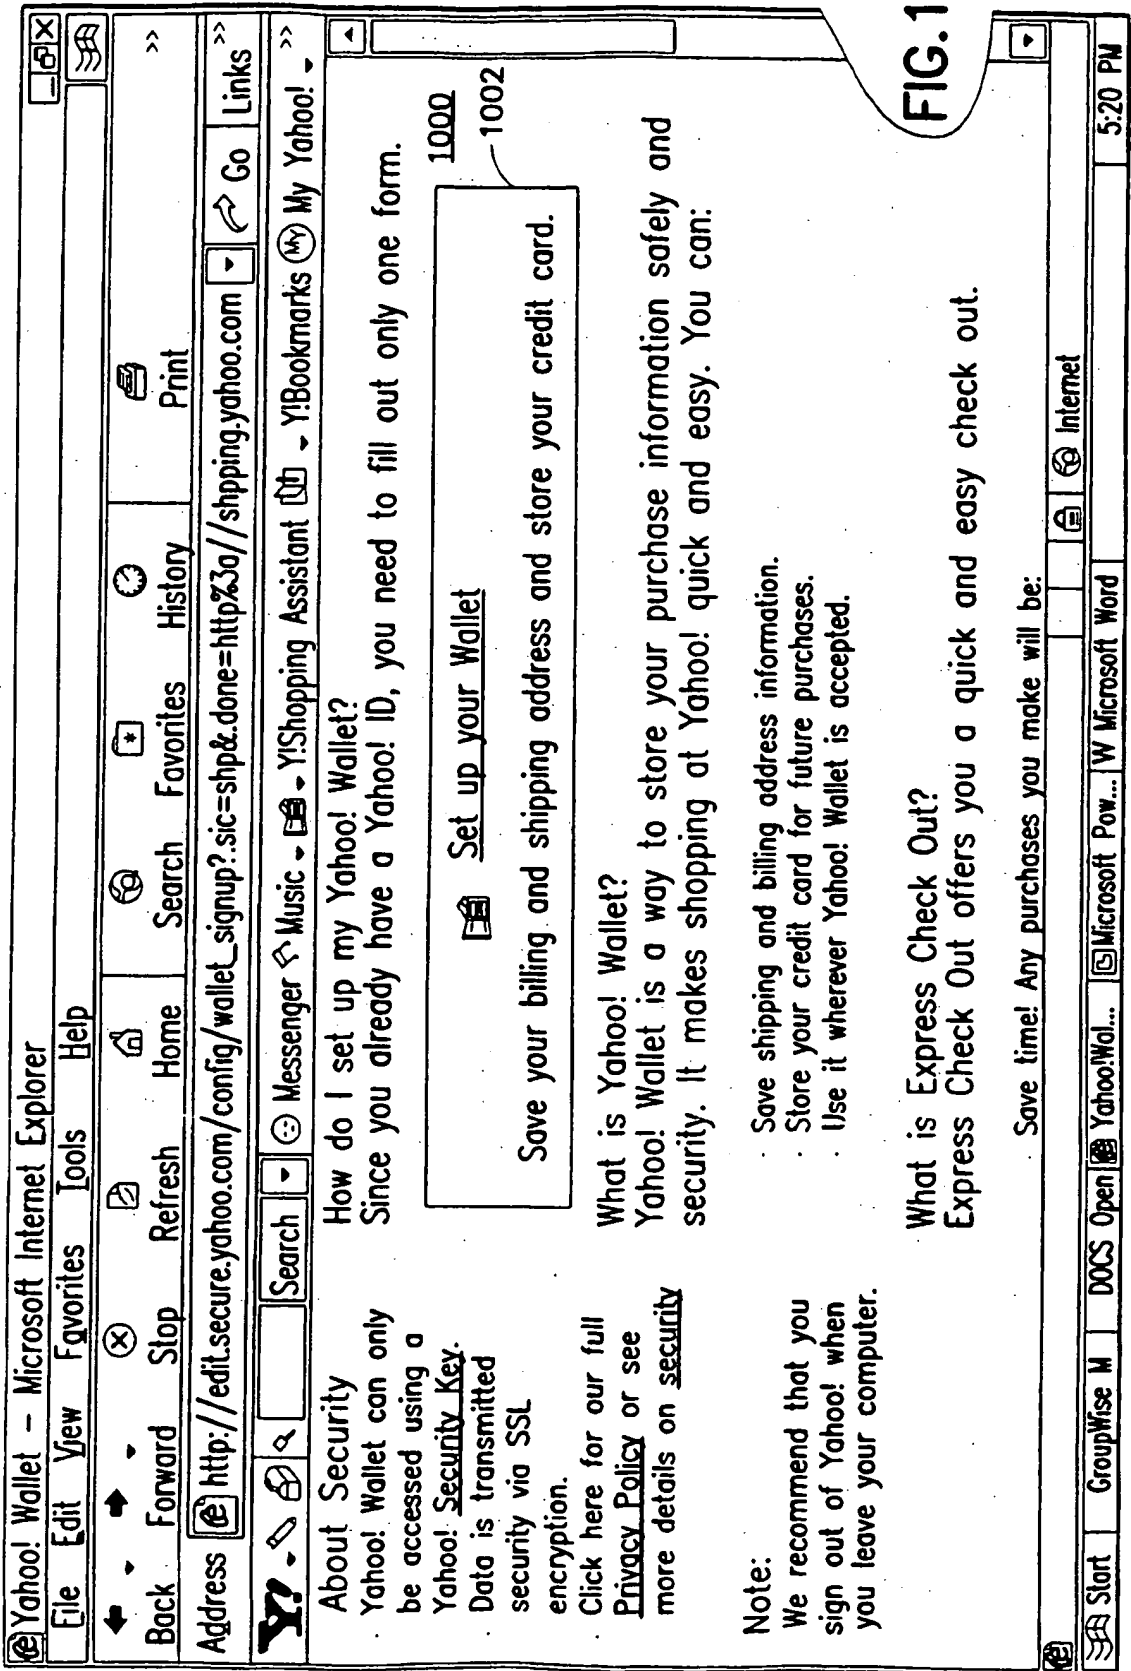 Yahoo! Wallet – Microsoft Internet Explorer
File Edit View Favorites Tools Help
Back Forward Stop Refresh Home Search Favorites History Print >>
Address http://edit.secure.yahoo.com/config/wallet_signup?.sic=shp&.done=http%3a//shpping.yahoo.com Go Links >>
Y! Search Messenger Music Y!Shopping Assistant Y!Bookmarks My My Yahoo! >>
About Security
· Yahoo! Wallet can only
be accessed using a
Yahoo! Security Key.
· Data is transmitted
security via SSL
encryption.
· Click here for our full
Privacy Policy or see
more details on security
Note:
We recommend that you
sign out of Yahoo! when
you leave your computer.
How do I set up my Yahoo! Wallet?
Since you already have a Yahoo! ID, you need to fill out only one form.
1000
1002
Set up your Wallet
Save your billing and shipping address and store your credit card.
What is Yahoo! Wallet?
Yahoo! Wallet is a way to store your purchase information safely and
security. It makes shopping at Yahoo! quick and easy. You can:
· Save shipping and billing address information.
· Store your credit card for future purchases.
· Use it wherever Yahoo! Wallet is accepted.
What is Express Check Out?
Express Check Out offers you a quick and easy check out.
Save time! Any purchases you make will be:
FIG.1
Internet
Start GroupWise M DOCS Open Yahoo!Wal... Microsoft Pow... W Microsoft Word 5:20 PM